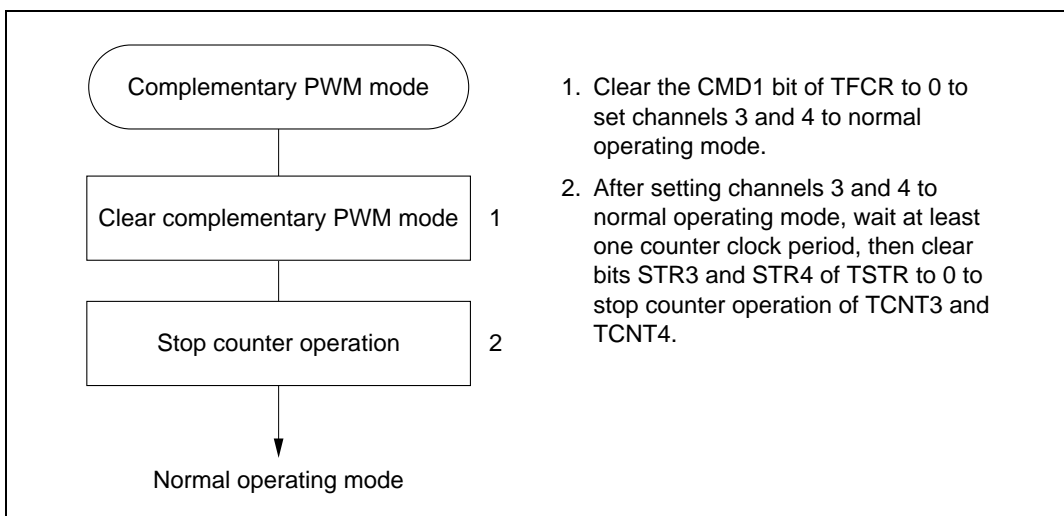 Complementary PWM mode
Clear complementary PWM mode 1
Stop counter operation 2
Normal operating mode
1. Clear the CMD1 bit of TFCR to 0 to
set channels 3 and 4 to normal
operating mode.
2. After setting channels 3 and 4 to
normal operating mode, wait at least
one counter clock period, then clear
bits STR3 and STR4 of TSTR to 0 to
stop counter operation of TCNT3 and
TCNT4.